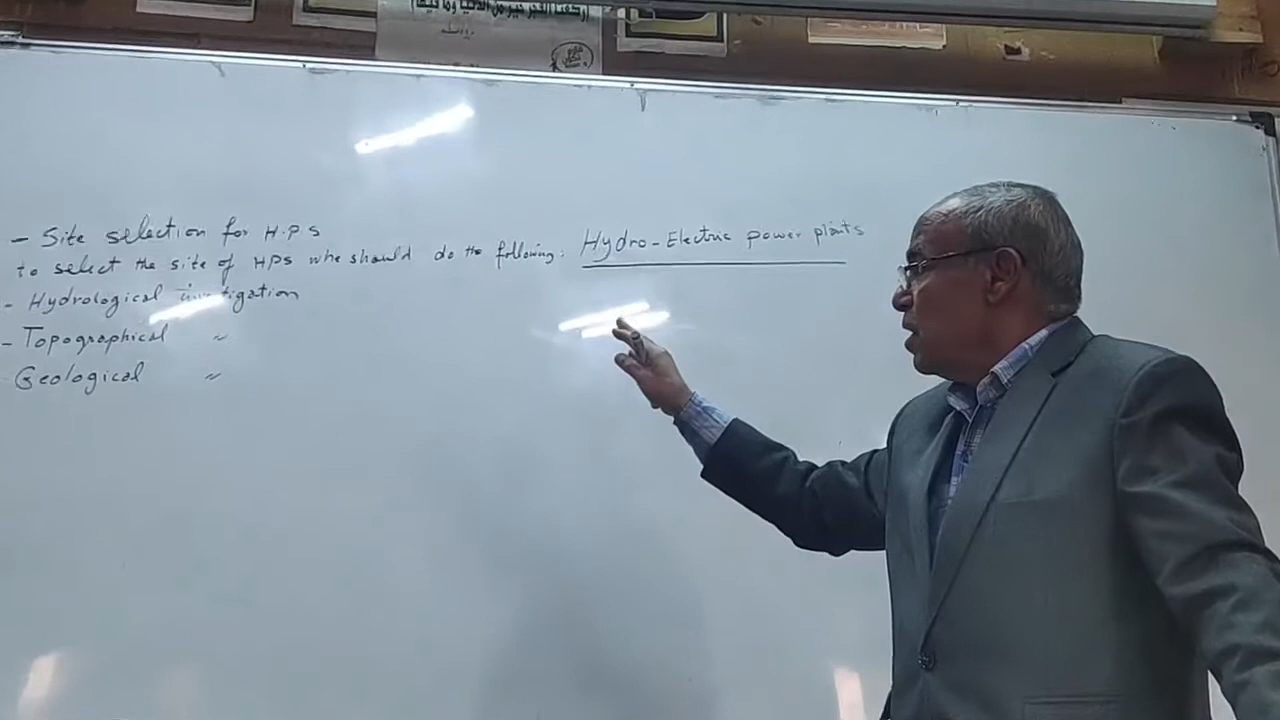 Hydro-Electric power plants
- Site selection for H.P.S
to select the site of HPS whe should do the following:
- Hydrological investigation
- Topographical "
- Geological "